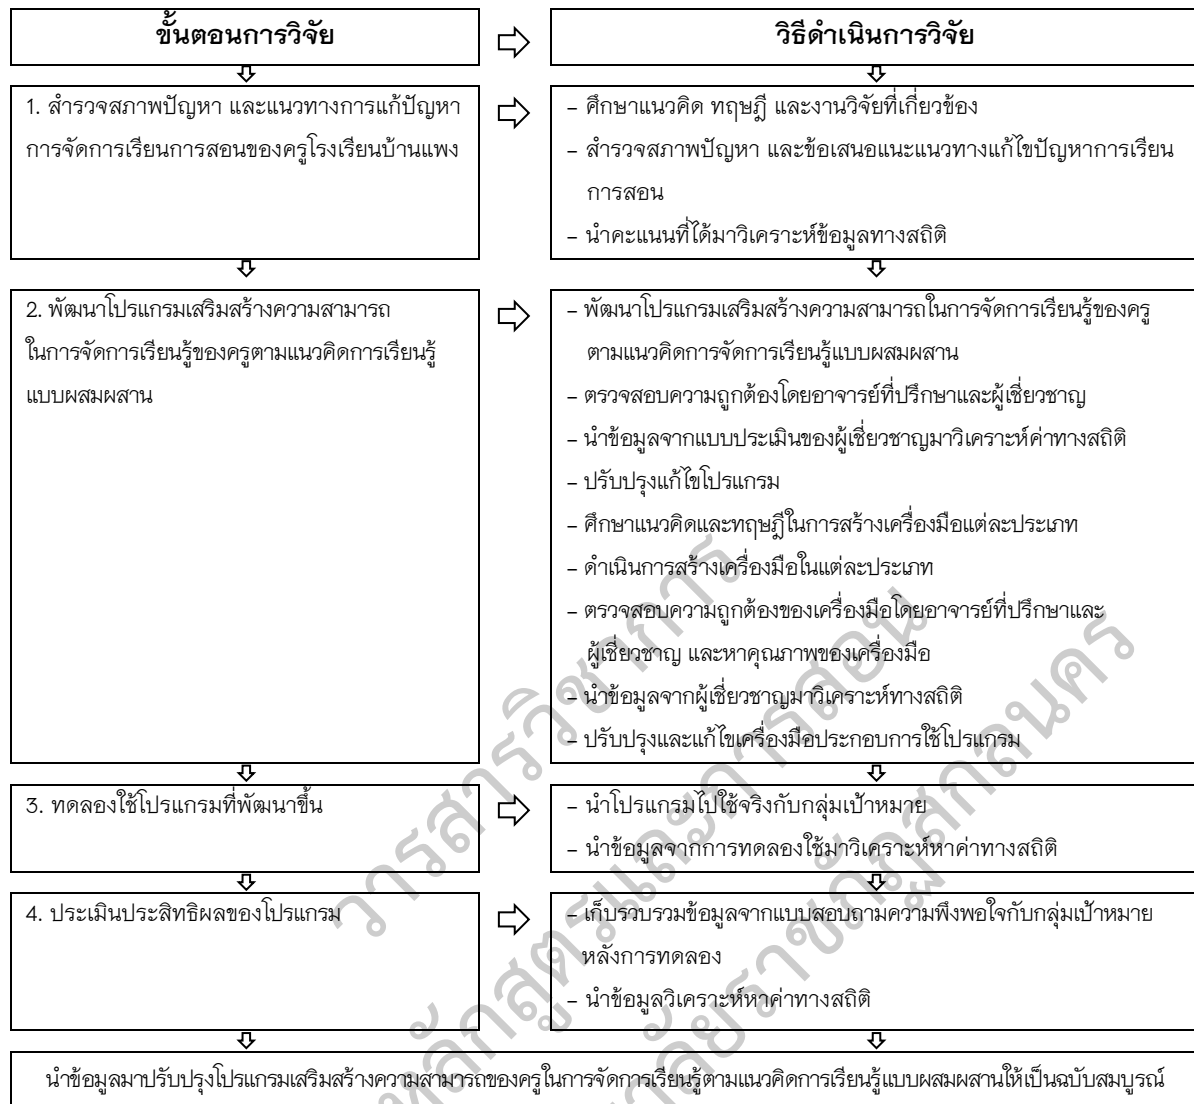 ขั้นตอนการวิจัย
วิธีดำเนินการวิจัย
1. สำรวจสภาพปัญหา และแนวทางการแก้ปัญหา
การจัดการเรียนการสอนของครูโรงเรียนบ้านแพง
– ศึกษาแนวคิด ทฤษฎี และงานวิจัยที่เกี่ยวข้อง
– สำรวจสภาพปัญหา และข้อเสนอแนะแนวทางแก้ไขปัญหาการเรียน
การสอน
– นำคะแนนที่ได้มาวิเคราะห์ข้อมูลทางสถิติ
2. พัฒนาโปรแกรมเสริมสร้างความสามารถ
ในการจัดการเรียนรู้ของครูตามแนวคิดการเรียนรู้
แบบผสมผสาน
– พัฒนาโปรแกรมเสริมสร้างความสามารถในการจัดการเรียนรู้ของครู
ตามแนวคิดการจัดการเรียนรู้แบบผสมผสาน
– ตรวจสอบความถูกต้องโดยอาจารย์ที่ปรึกษาและผู้เชี่ยวชาญ
– นำข้อมูลจากแบบประเมินของผู้เชี่ยวชาญมาวิเคราะห์ค่าทางสถิติ
– ปรับปรุงแก้ไขโปรแกรม
– ศึกษาแนวคิดและทฤษฎีในการสร้างเครื่องมือแต่ละประเภท
– ดำเนินการสร้างเครื่องมือในแต่ละประเภท
– ตรวจสอบความถูกต้องของเครื่องมือโดยอาจารย์ที่ปรึกษาและ
ผู้เชี่ยวชาญ และหาคุณภาพของเครื่องมือ
– นำข้อมูลจากผู้เชี่ยวชาญมาวิเคราะห์ทางสถิติ
– ปรับปรุงและแก้ไขเครื่องมือประกอบการใช้โปรแกรม
3. ทดลองใช้โปรแกรมที่พัฒนาขึ้น
– นำโปรแกรมไปใช้จริงกับกลุ่มเป้าหมาย
– นำข้อมูลจากการทดลองใช้มาวิเคราะห์หาค่าทางสถิติ
4. ประเมินประสิทธิผลของโปรแกรม
– เก็บรวบรวมข้อมูลจากแบบสอบถามความพึงพอใจกับกลุ่มเป้าหมาย
หลังการทดลอง
– นำข้อมูลวิเคราะห์หาค่าทางสถิติ
นำข้อมูลมาปรับปรุงโปรแกรมเสริมสร้างความสามารถของครูในการจัดการเรียนรู้ตามแนวคิดการเรียนรู้แบบผสมผสานให้เป็นฉบับสมบูรณ์
วารสารวิชาการ
หลักสูตรและการสอน
ราชภัฏสกลนคร